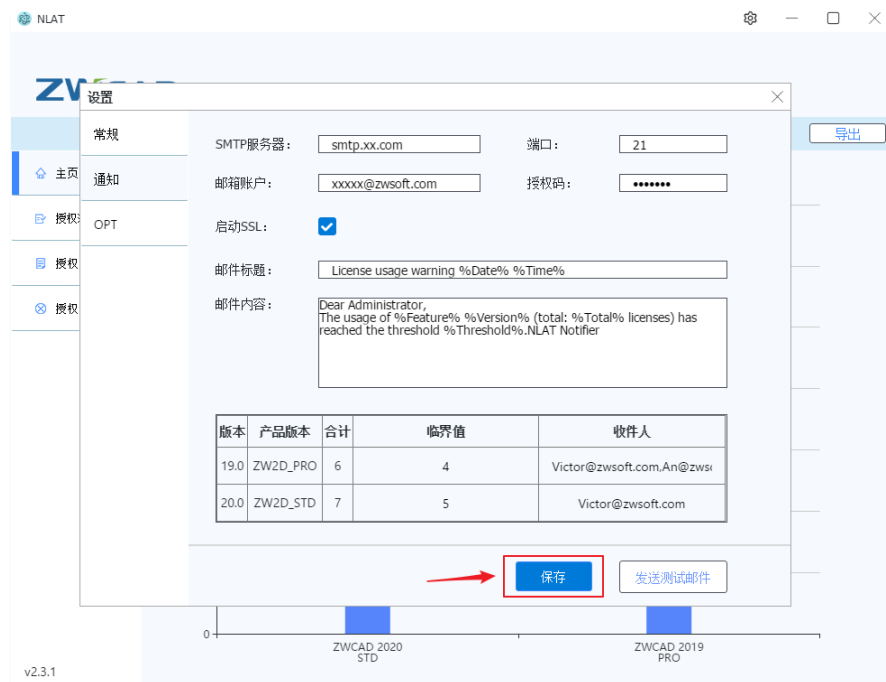 NLAT
设置
导出
常规
通知
OPT
主页
授权
授权
授权
SMTP服务器： smtp.xx.com 端口： 21
邮箱账户： xxxxx@zwsoft.com 授权码： •••••••
启动SSL：
邮件标题： License usage warning %Date% %Time%
邮件内容： Dear Administrator,
The usage of %Feature% %Version% (total: %Total% licenses) has
reached the threshold %Threshold%.NLAT Notifier
版本 产品版本 合计 临界值 收件人
19.0 ZW2D_PRO 6 4 Victor@zwsoft.com,An@zwso
20.0 ZW2D_STD 7 5 Victor@zwsoft.com
保存 发送测试邮件
0
ZWCAD 2020
STD
ZWCAD 2019
PRO
v2.3.1